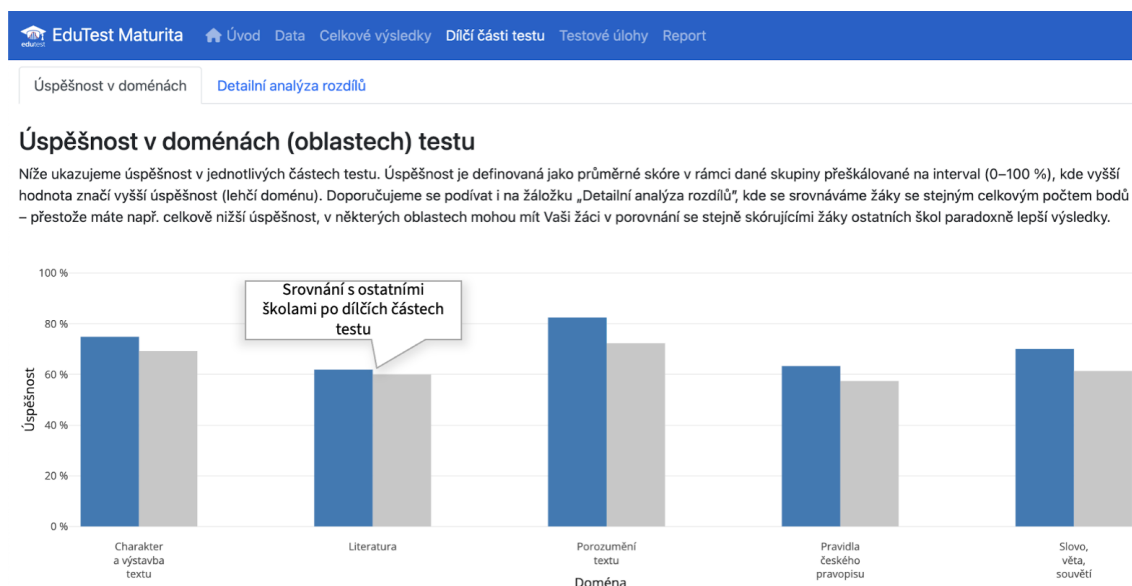 edutest EduTest Maturita Úvod Data Celkové výsledky Dílčí části testu Testové úlohy Report
Úspěšnost v doménách Detailní analýza rozdílů
Úspěšnost v doménách (oblastech) testu
Níže ukazujeme úspěšnost v jednotlivých částech testu. Úspěšnost je definovaná jako průměrné skóre v rámci dané skupiny přeškálované na interval (0–100 %), kde vyšší
hodnota značí vyšší úspěšnost (lehčí doménu). Doporučujeme se podívat i na žáložku „Detailní analýza rozdílů", kde se srovnáváme žáky se stejným celkovým počtem bodů
– přestože máte např. celkově nižší úspěšnost, v některých oblastech mohou mít Vaši žáci v porovnání se stejně skórujícími žáky ostatních škol paradoxně lepší výsledky.
100 %
Srovnání s ostatními
školami po dílčích částech
testu
80 %
60 %
40 %
20 %
0 %
Úspěšnost
Charakter
a výstavba
textu
Literatura
Porozumění
textu
Pravidla
českého
pravopisu
Slovo,
věta,
souvětí
Doména